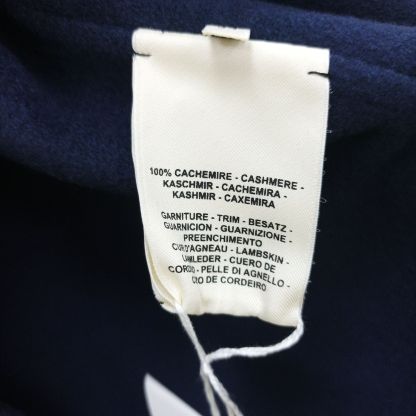 100% CACHEMIRE - CASHMERE -
KASCHMIR - CACHEMIRA -
KASHMIR - CAXEMIRA
GARNITURE - TRIM - BESATZ -
GUARNICION - GUARNIZIONE -
PREENCHIMENTO
D'AGNEAU - LAMBSKIN -
CUERO DE
- PELLE DI AGNELLO -
DE CORDEIRO